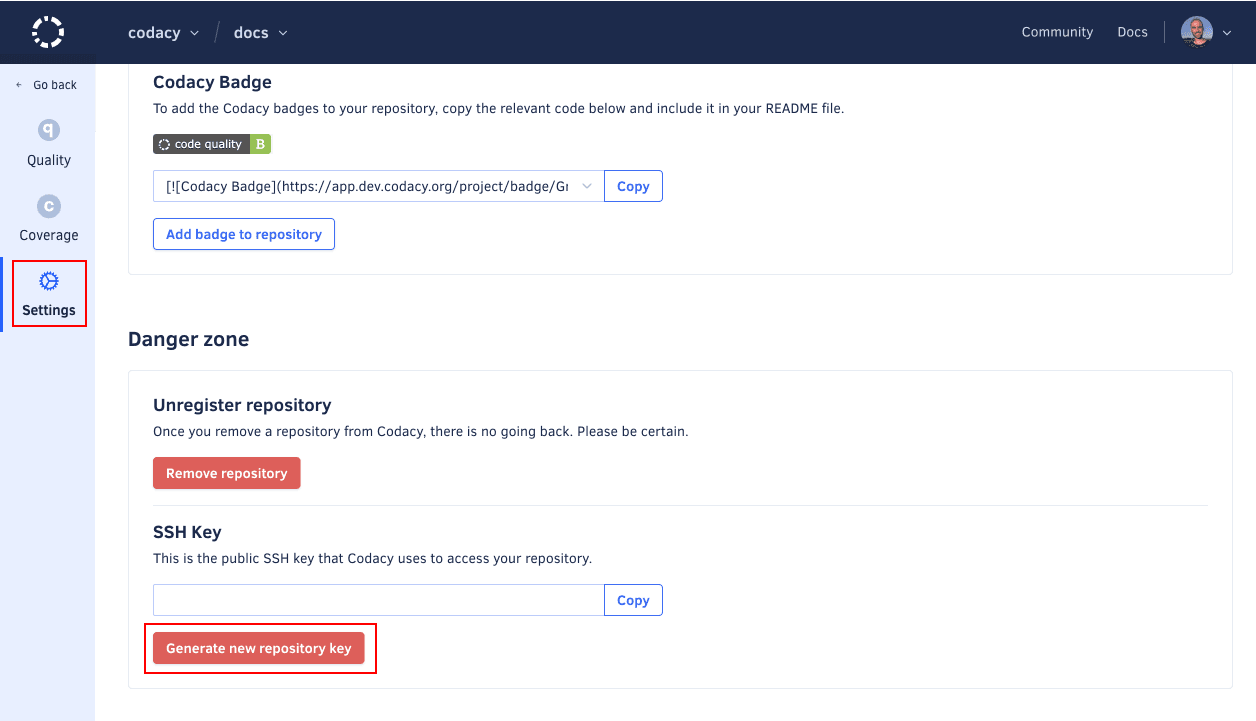 codacy
docs
Community
Docs
Go back
q
Quality
C
Coverage
Settings
Codacy Badge
To add the Codacy badges to your repository, copy the relevant code below and include it in your README file.
code quality B
[![Codacy Badge](https://app.dev.codacy.org/project/badge/Gr
Copy
Add badge to repository
Danger zone
Unregister repository
Once you remove a repository from Codacy, there is no going back. Please be certain.
Remove repository
SSH Key
This is the public SSH key that Codacy uses to access your repository.
Copy
Generate new repository key